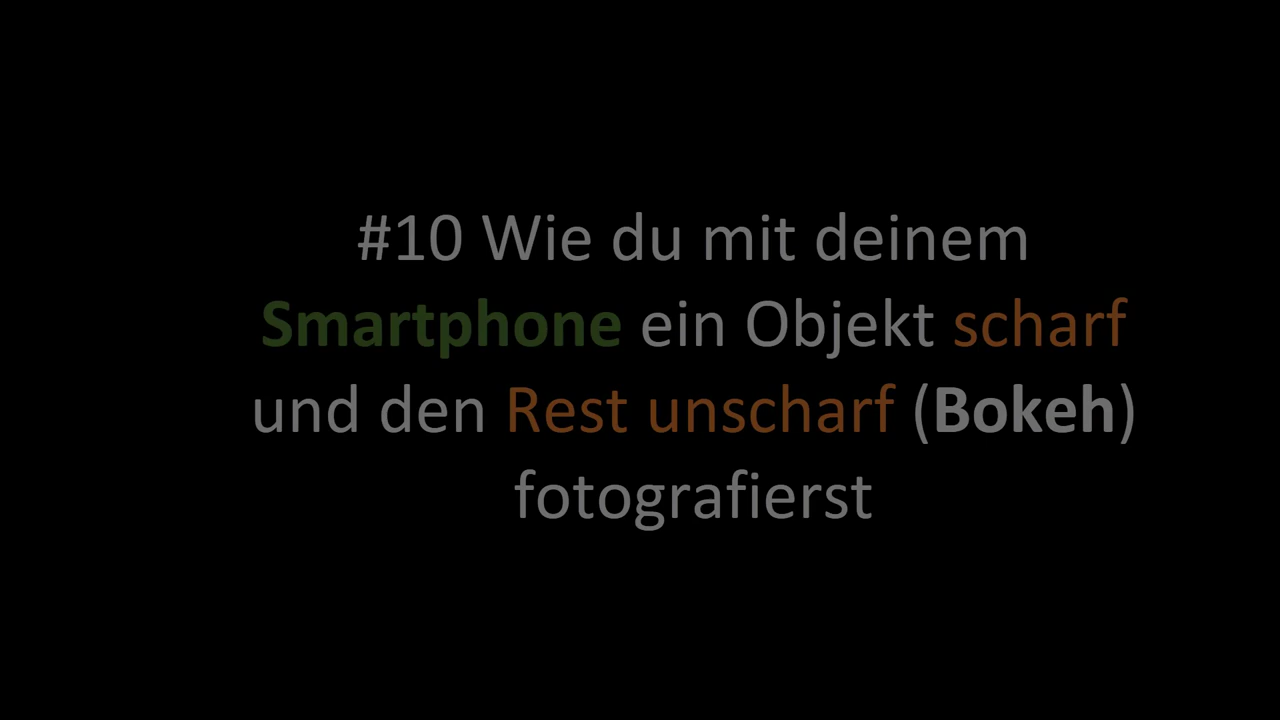 #10 Wie du mit deinem
Smartphone ein Objekt scharf
und den Rest unscharf (Bokeh)
fotografierst